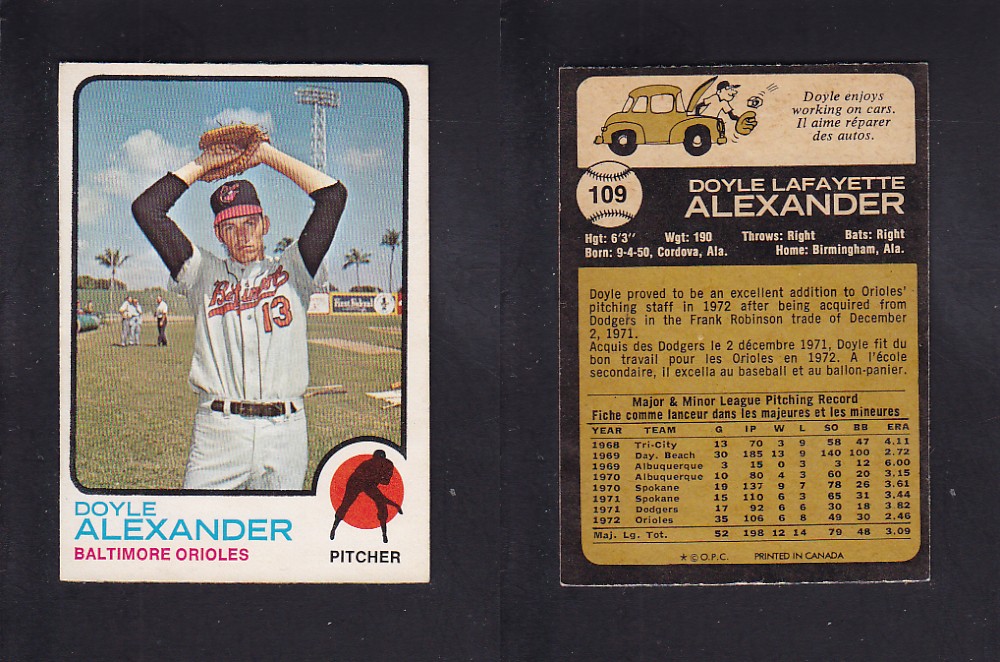 Baltimore
13
First Federal
DOYLE
ALEXANDER
BALTIMORE ORIOLES
PITCHER
Doyle enjoys
working on cars.
Il aime réparer
des autos.
109
DOYLE LAFAYETTE
ALEXANDER
Hgt: 6'3" Wgt: 190 Throws: Right Bats: Right
Born: 9-4-50, Cordova, Ala. Home: Birmingham, Ala.
Doyle proved to be an excellent addition to Orioles'
pitching staff in 1972 after being acquired from
Dodgers in the Frank Robinson trade of December
2, 1971.
Acquis des Dodgers le 2 décembre 1971, Doyle fit du
bon travail pour les Orioles en 1972. A l'école
secondaire, il excella au baseball et au ballon-panier.
Major & Minor League Pitching Record
Fiche comme lanceur dans les majeures et les mineures
YEAR TEAM G IP W L SO BB ERA
1968 Tri-City 13 70 3 9 58 47 4.11
1969 Day. Beach 30 185 13 9 140 100 2.72
1969 Albuquerque 3 15 0 3 3 12 6.00
1970 Albuquerque 10 80 4 3 60 20 3.15
1970 Spokane 19 137 9 7 78 26 3.61
1971 Spokane 15 110 6 3 65 31 3.44
1971 Dodgers 17 92 6 6 30 18 3.82
1972 Orioles 35 106 6 8 49 30 2.46
Maj. Lg. Tot. 52 198 12 14 79 48 3.09
* © O.P.C. PRINTED IN CANADA